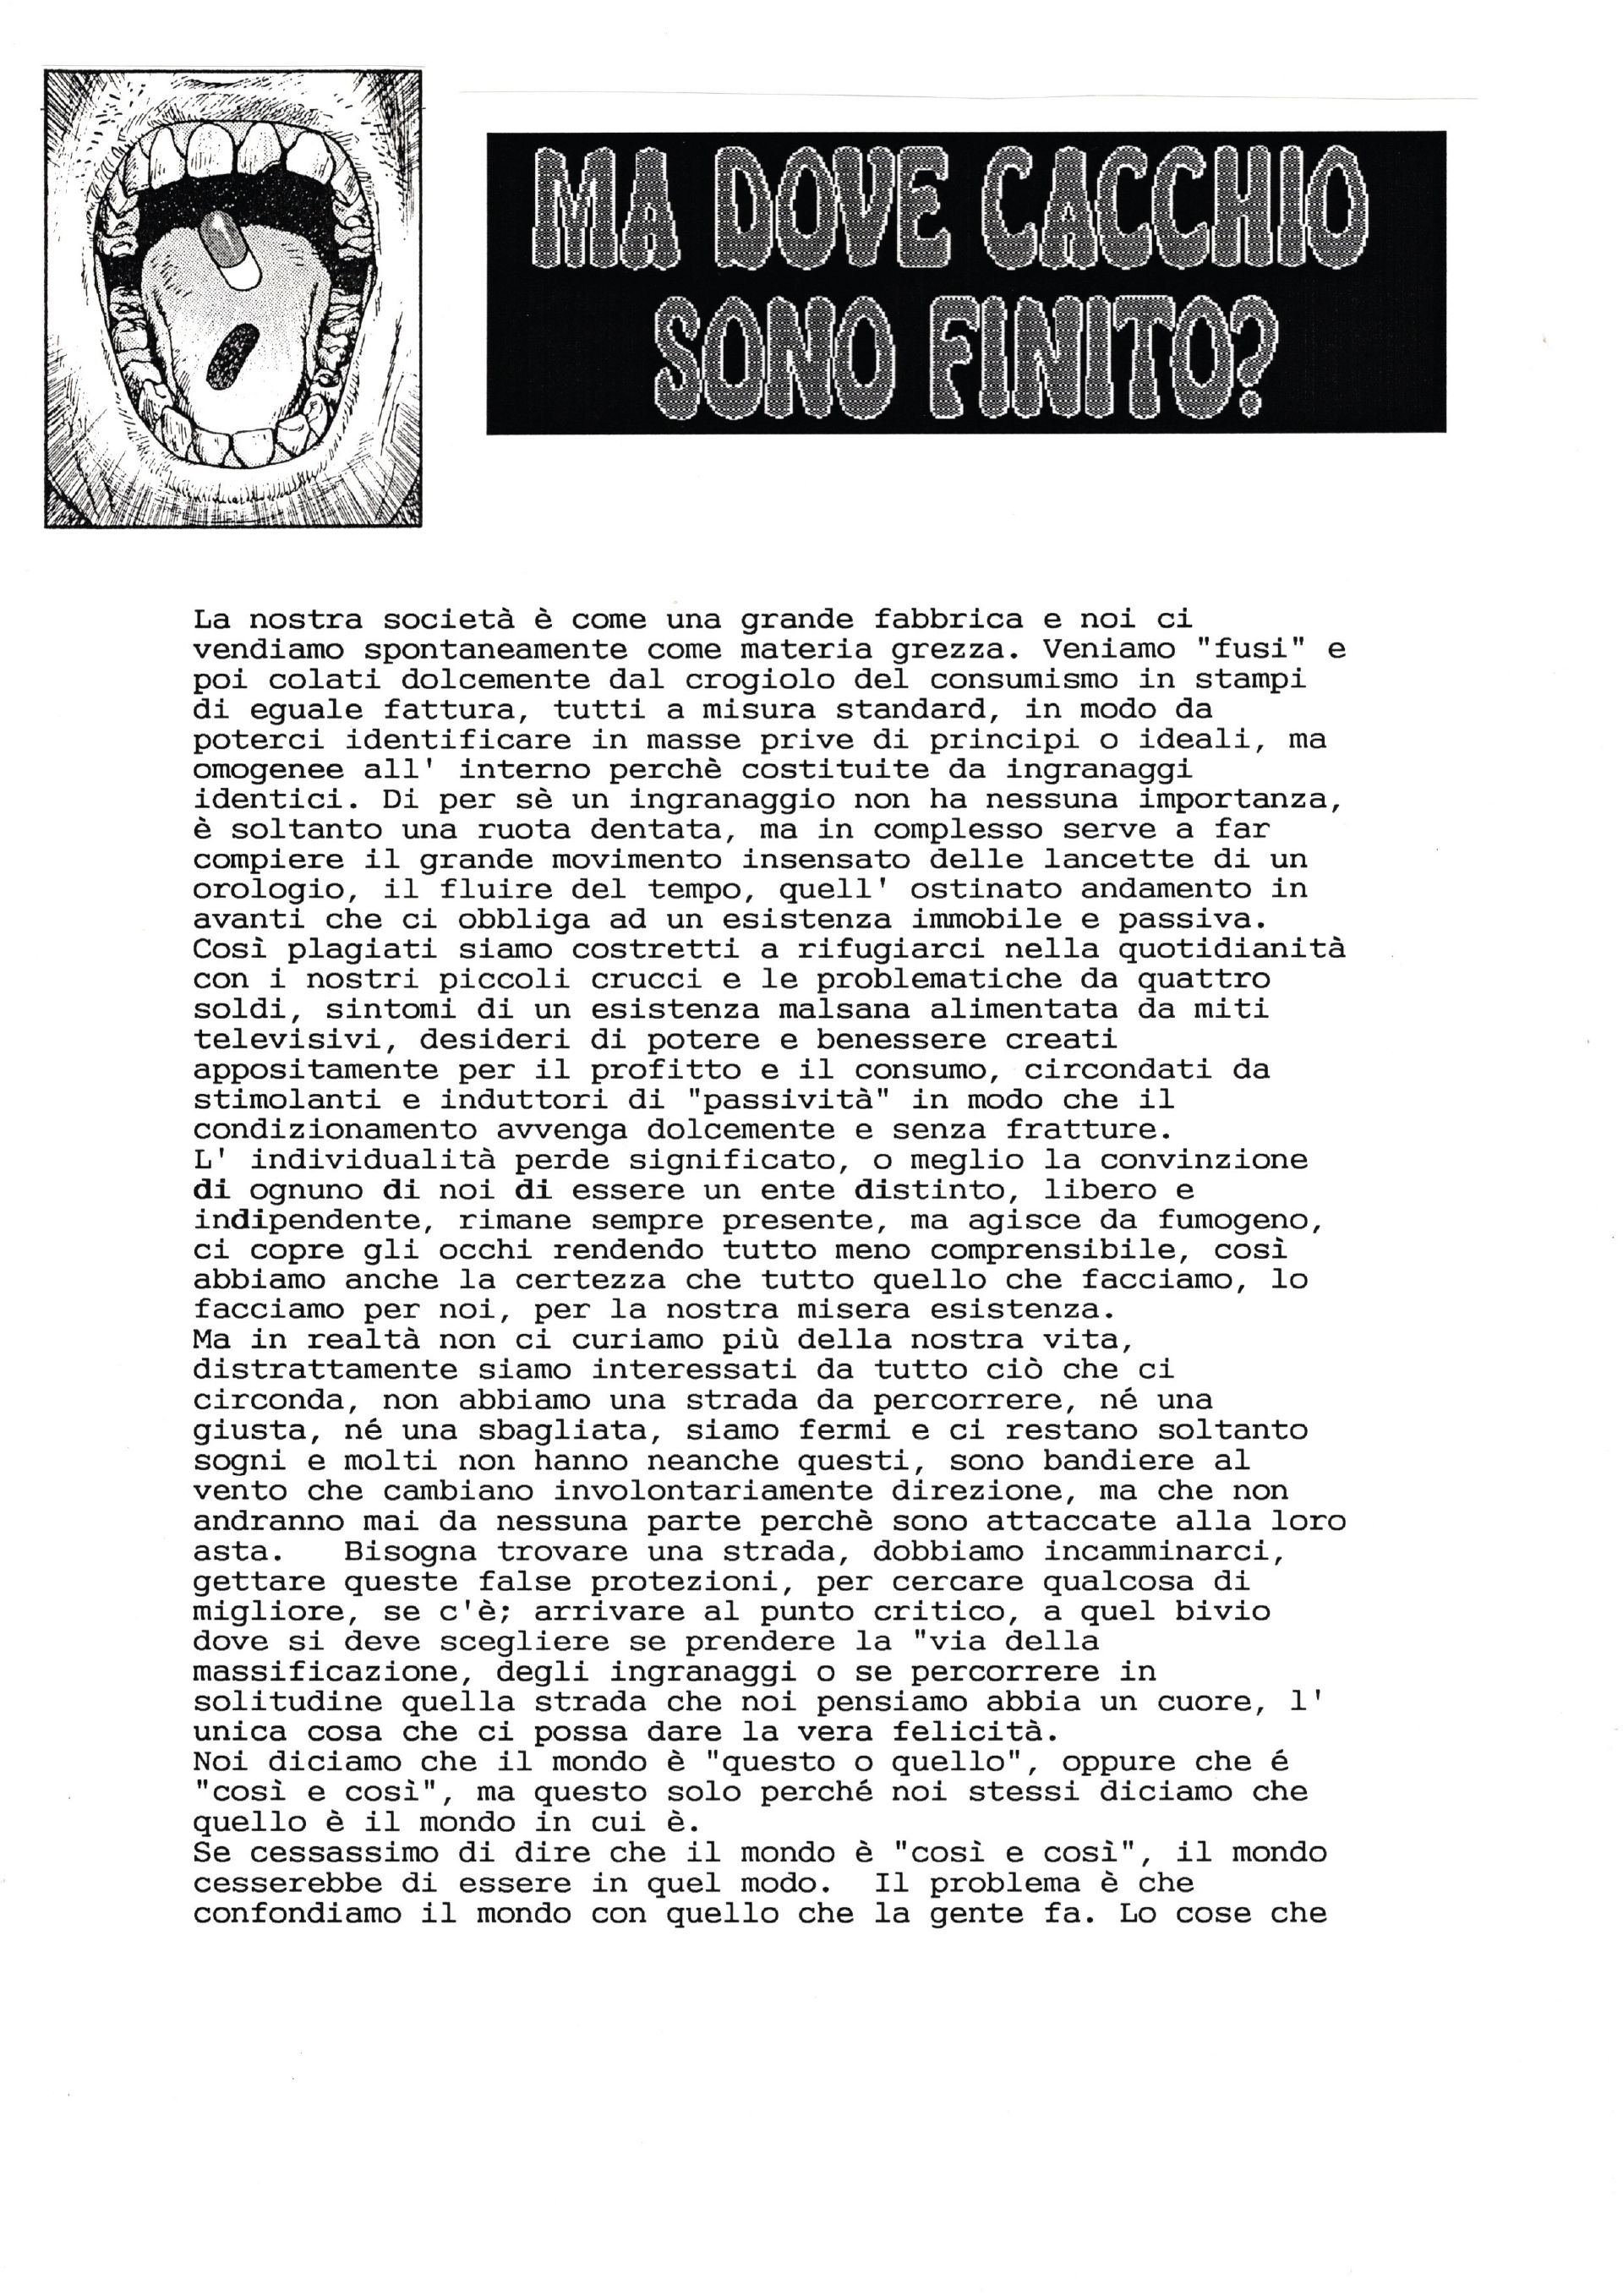 MA DOVE CACCHIO
SONO FINITO?
La nostra società è come una grande fabbrica e noi ci
vendiamo spontaneamente come materia grezza. Veniamo "fusi" e
poi colati dolcemente dal crogiolo del consumismo in stampi
di eguale fattura, tutti a misura standard, in modo da
poterci identificare in masse prive di principi o ideali, ma
omogenee all' interno perchè costituite da ingranaggi
identici. Di per sè un ingranaggio non ha nessuna importanza,
è soltanto una ruota dentata, ma in complesso serve a far
compiere il grande movimento insensato delle lancette di un
orologio, il fluire del tempo, quell' ostinato andamento in
avanti che ci obbliga ad un esistenza immobile e passiva.
Così plagiati siamo costretti a rifugiarci nella quotidianità
con i nostri piccoli crucci e le problematiche da quattro
soldi, sintomi di un esistenza malsana alimentata da miti
televisivi, desideri di potere e benessere creati
appositamente per il profitto e il consumo, circondati da
stimolanti e induttori di "passività" in modo che il
condizionamento avvenga dolcemente e senza fratture.
L' individualità perde significato, o meglio la convinzione
di ognuno di noi di essere un ente distinto, libero e
indipendente, rimane sempre presente, ma agisce da fumogeno,
ci copre gli occhi rendendo tutto meno comprensibile, così
abbiamo anche la certezza che tutto quello che facciamo, lo
facciamo per noi, per la nostra misera esistenza.
Ma in realtà non ci curiamo più della nostra vita,
distrattamente siamo interessati da tutto ciò che ci
circonda, non abbiamo una strada da percorrere, né una
giusta, né una sbagliata, siamo fermi e ci restano soltanto
sogni e molti non hanno neanche questi, sono bandiere al
vento che cambiano involontariamente direzione, ma che non
andranno mai da nessuna parte perchè sono attaccate alla loro
asta.   Bisogna trovare una strada, dobbiamo incamminarci,
gettare queste false protezioni, per cercare qualcosa di
migliore, se c'è; arrivare al punto critico, a quel bivio
dove si deve scegliere se prendere la "via della
massificazione, degli ingranaggi o se percorrere in
solitudine quella strada che noi pensiamo abbia un cuore, l'
unica cosa che ci possa dare la vera felicità.
Noi diciamo che il mondo è "questo o quello", oppure che é
"così e così", ma questo solo perché noi stessi diciamo che
quello è il mondo in cui è.
Se cessassimo di dire che il mondo è "così e così", il mondo
cesserebbe di essere in quel modo.  Il problema è che
confondiamo il mondo con quello che la gente fa. Lo cose che